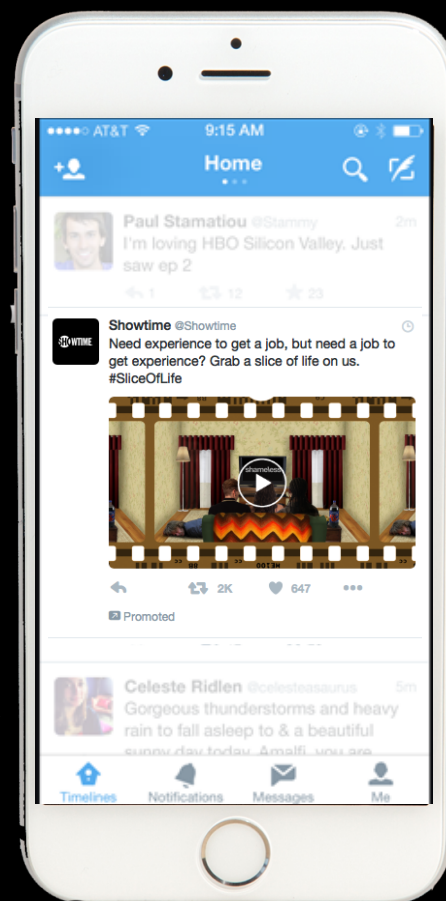 AT&T 9:15 AM
Home
Paul Stamatiou @Stammy 2m
I'm loving HBO Silicon Valley. Just
saw ep 2
1 12 23
SHOWTIME
Showtime @Showtime
Need experience to get a job, but need a job to
get experience? Grab a slice of life on us.
#SliceOfLife
shameless
2K 647
Promoted
Celeste Ridlen @celesteasaurus 5m
Gorgeous thunderstorms and heavy
rain to fall asleep to & a beautiful
sunny day today. Amalfi, you are
Timelines Notifications Messages Me